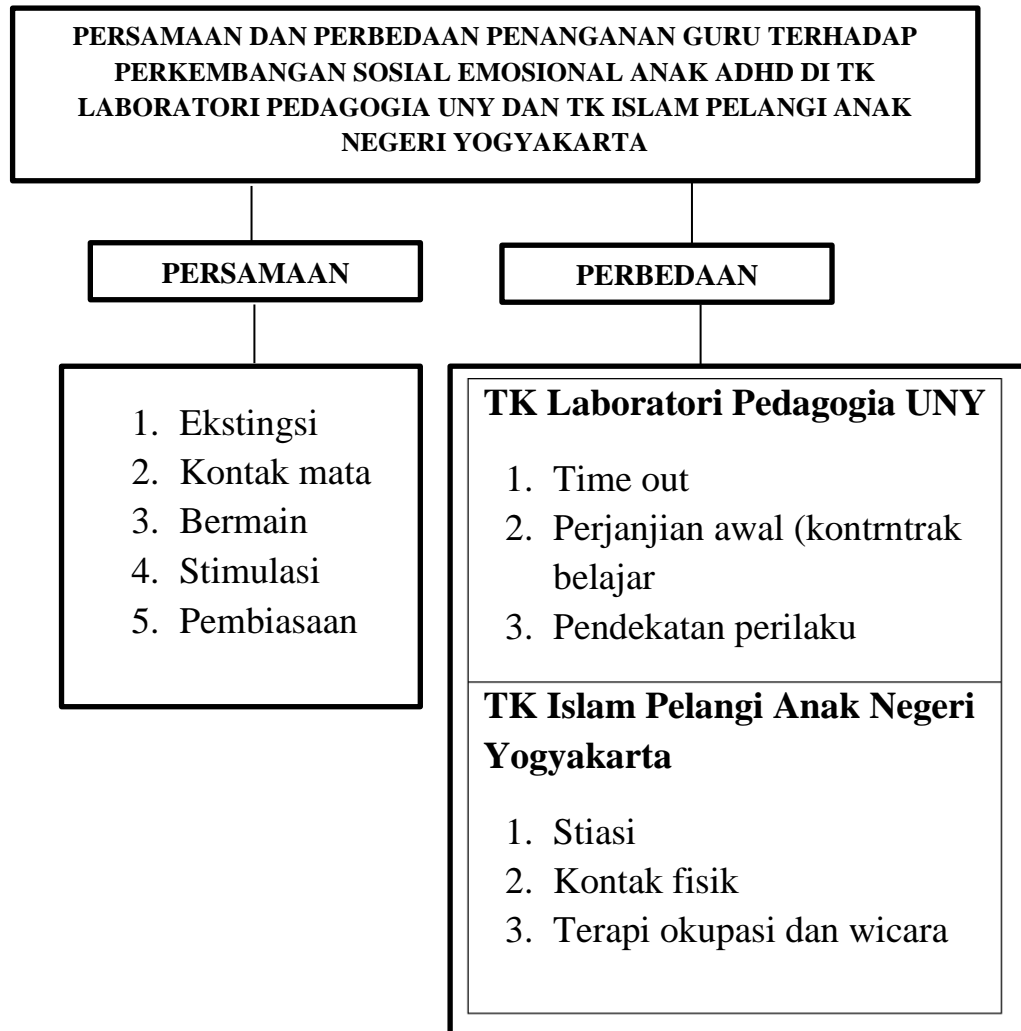 PERSAMAAN DAN PERBEDAAN PENANGANAN GURU TERHADAP
PERKEMBANGAN SOSIAL EMOSIONAL ANAK ADHD DI TK
LABORATORI PEDAGOGIA UNY DAN TK ISLAM PELANGI ANAK
NEGERI YOGYAKARTA
PERSAMAAN
PERBEDAAN
1. Ekstingsi
2. Kontak mata
3. Bermain
4. Stimulasi
5. Pembiasaan
TK Laboratori Pedagogia UNY
1. Time out
2. Perjanjian awal (kontrntrak
belajar
3. Pendekatan perilaku
TK Islam Pelangi Anak Negeri
Yogyakarta
1. Stiasi
2. Kontak fisik
3. Terapi okupasi dan wicara